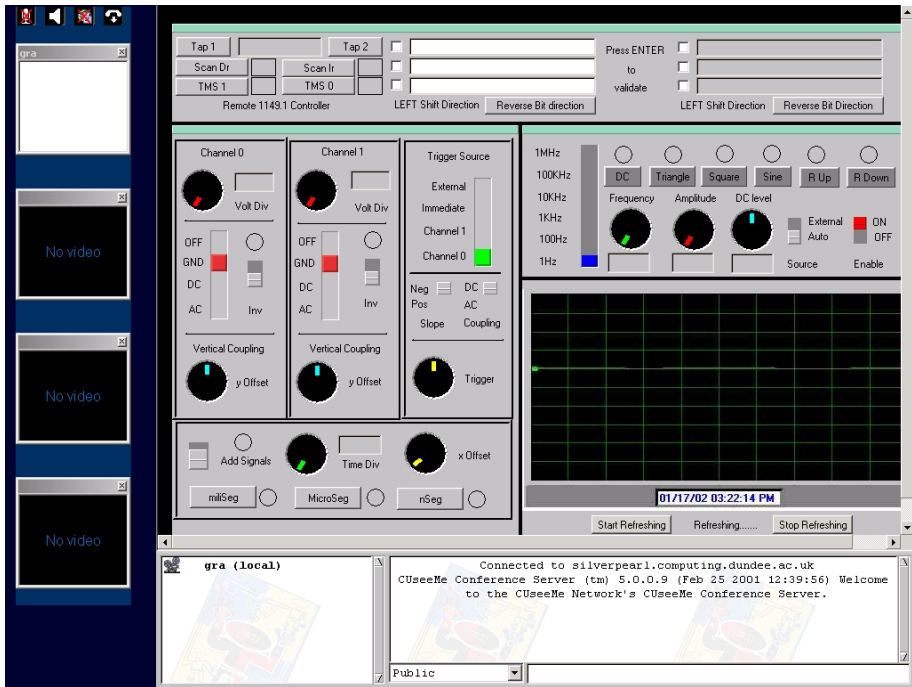 gra
No video
No video
No video
Tap 1
Tap 2
Scan Dr
Scan Ir
TMS 1
TMS 0
Remote 1149.1 Controller
LEFT Shift Direction
Reverse Bit direction
Press ENTER
to
validate
LEFT Shift Direction
Reverse Bit Direction
Channel 0
Volt Div
OFF
GND
DC
AC
Inv
Vertical Coupling
y Offset
Channel 1
Volt Div
OFF
GND
DC
AC
Inv
Vertical Coupling
y Offset
Trigger Source
External
Immediate
Channel 1
Channel 0
Neg
Pos
Slope
DC
AC
Coupling
Trigger
Add Signals
Time Div
x Offset
miliSeg
MicroSeg
nSeg
1MHz
100KHz
10KHz
1KHz
100Hz
1Hz
DC
Triangle
Square
Sine
R Up
R Down
Frequency
Amplitude
DC level
External
Auto
Source
ON
OFF
Enable
01/17/02 03:22:14 PM
Start Refreshing
Refreshing.......
Stop Refreshing
gra (local)
Connected to silverpearl.computing.dundee.ac.uk
CUseeMe Conference Server (tm) 5.0.0.9 (Feb 25 2001 12:39:56) Welcome
to the CUseeMe Network's CUseeMe Conference Server.
Public